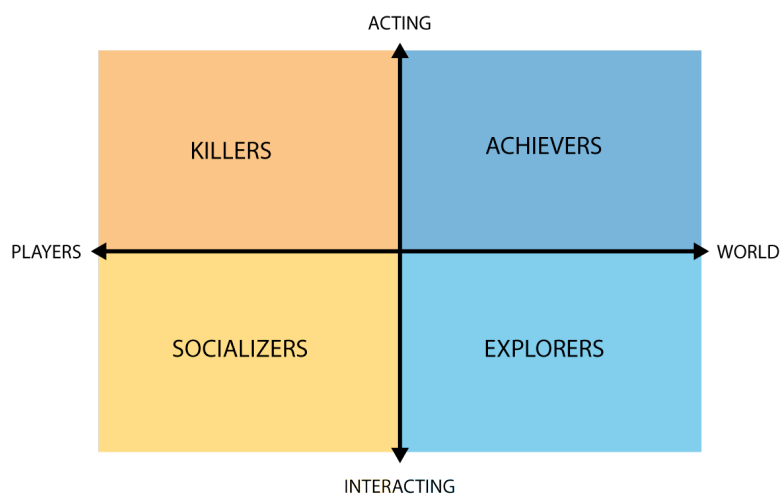 ACTING
KILLERS
ACHIEVERS
PLAYERS
WORLD
SOCIALIZERS
EXPLORERS
INTERACTING